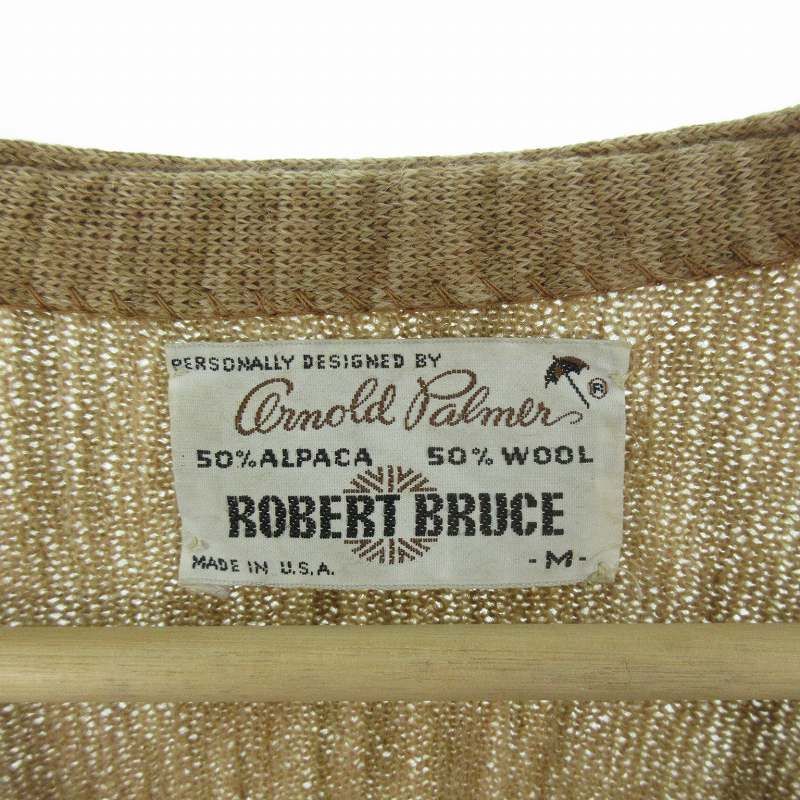 PERSONALLY DESIGNED BY
Arnold Palmer ®
50% ALPACA 50% WOOL
ROBERT BRUCE
MADE IN U.S.A. -M-